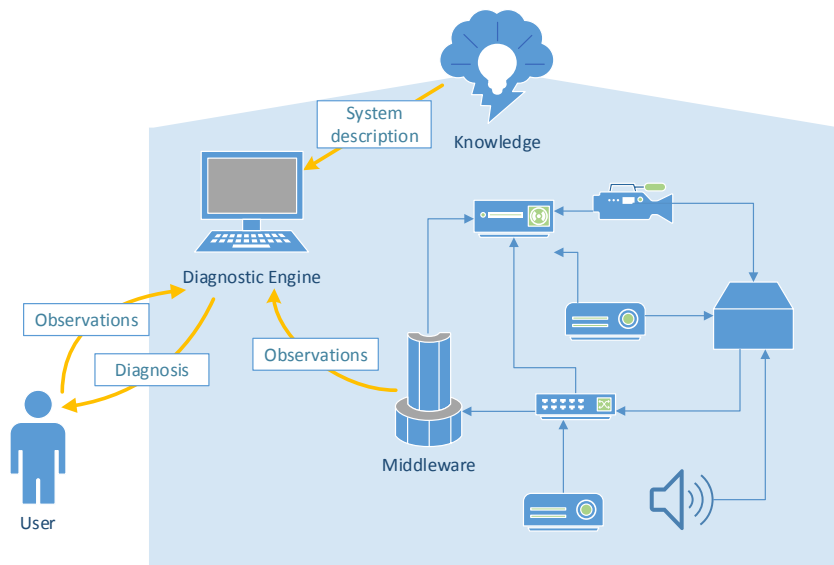 System
description
Knowledge
Diagnostic Engine
Observations
Observations
Diagnosis
Middleware
User